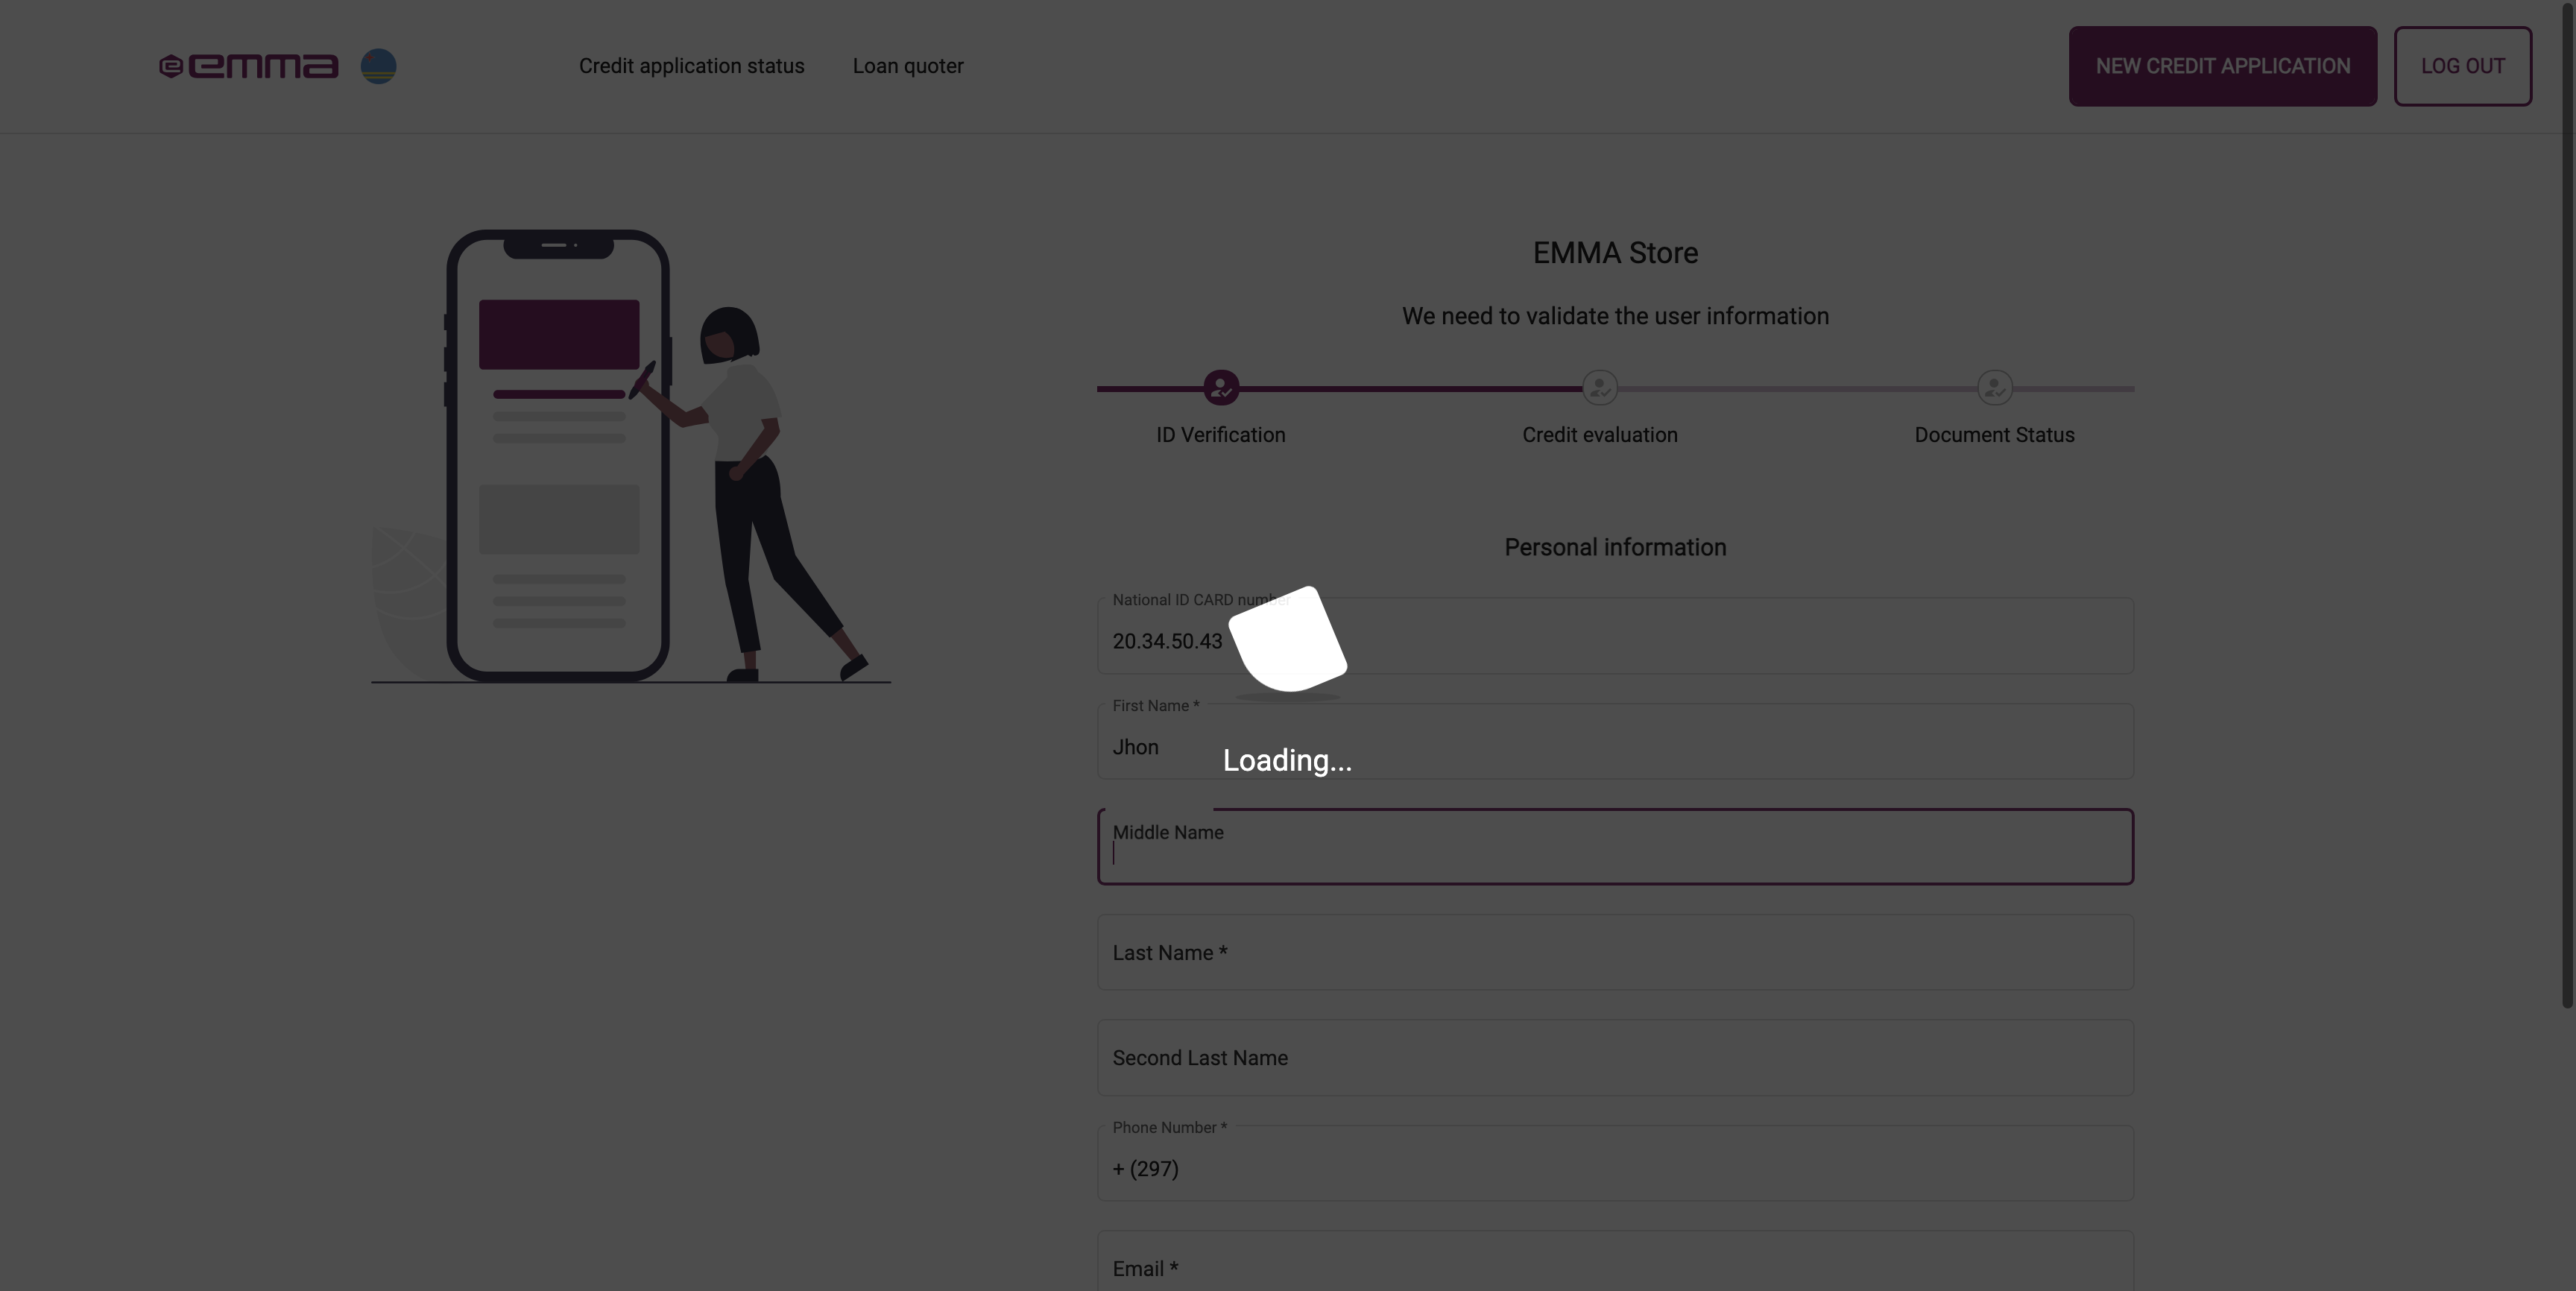 emma
Credit application status
Loan quoter
NEW CREDIT APPLICATION
LOG OUT
EMMA Store
We need to validate the user information
ID Verification
Credit evaluation
Document Status
Personal information
National ID CARD number
20.34.50.43
First Name *
Jhon
Loading...
Middle Name
Last Name *
Second Last Name
Phone Number *
+ (297)
Email *